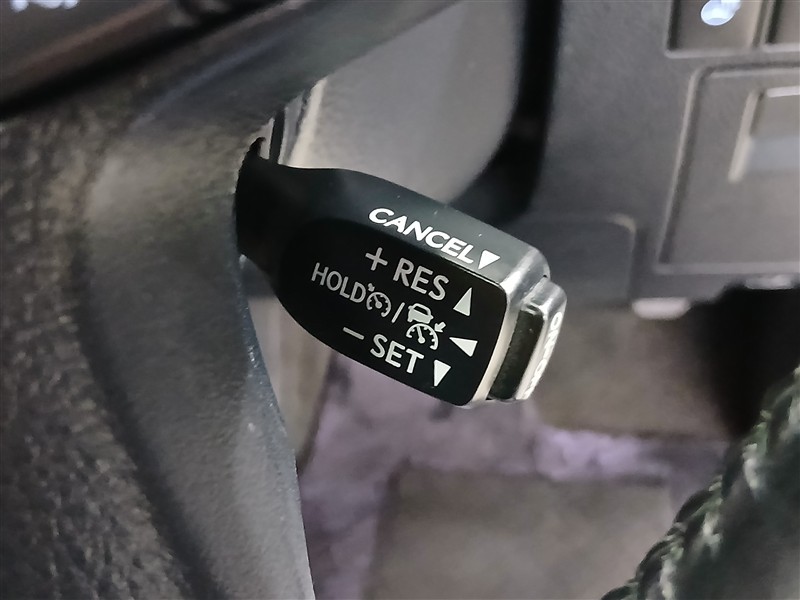 CANCEL▼
+ RES ▲
HOLD / ◀
− SET ▼